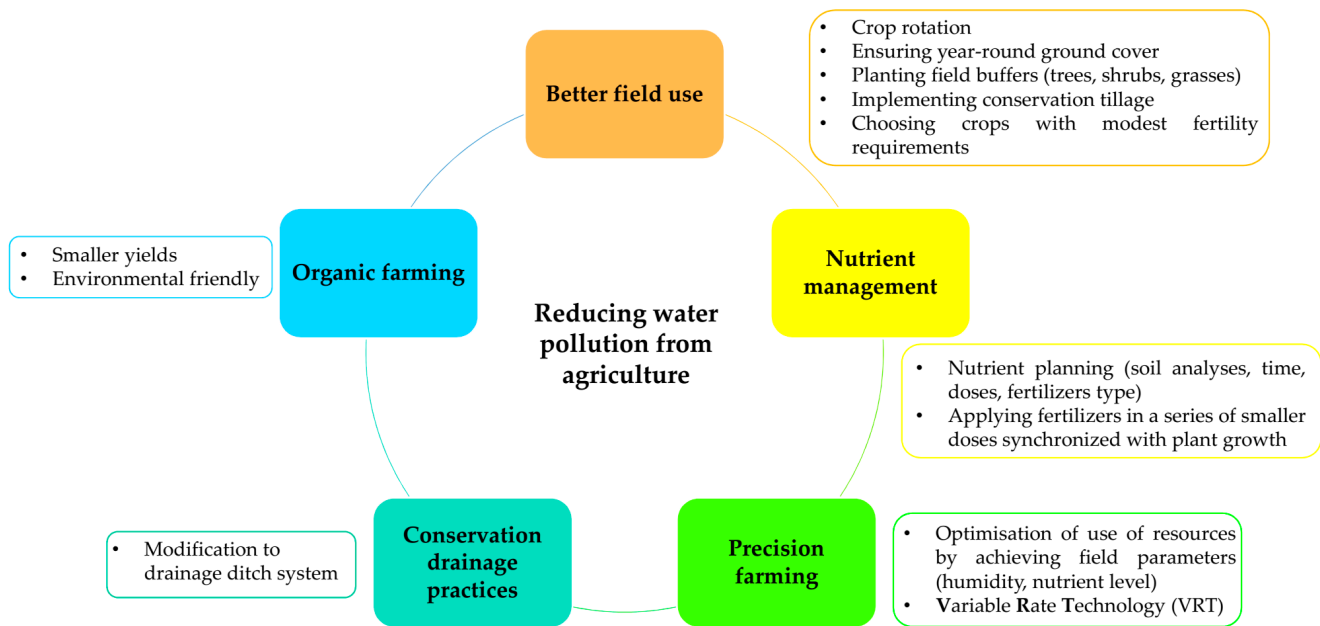 Better field use
• Crop rotation
• Ensuring year-round ground cover
• Planting field buffers (trees, shrubs, grasses)
• Implementing conservation tillage
• Choosing crops with modest fertility
requirements
Organic farming
• Smaller yields
• Environmental friendly
Nutrient
management
Reducing water
pollution from
agriculture
• Nutrient planning (soil analyses, time,
doses, fertilizers type)
• Applying fertilizers in a series of smaller
doses synchronized with plant growth
• Modification to
drainage ditch system
Conservation
drainage
practices
Precision
farming
• Optimisation of use of resources
by achieving field parameters
(humidity, nutrient level)
• Variable Rate Technology (VRT)